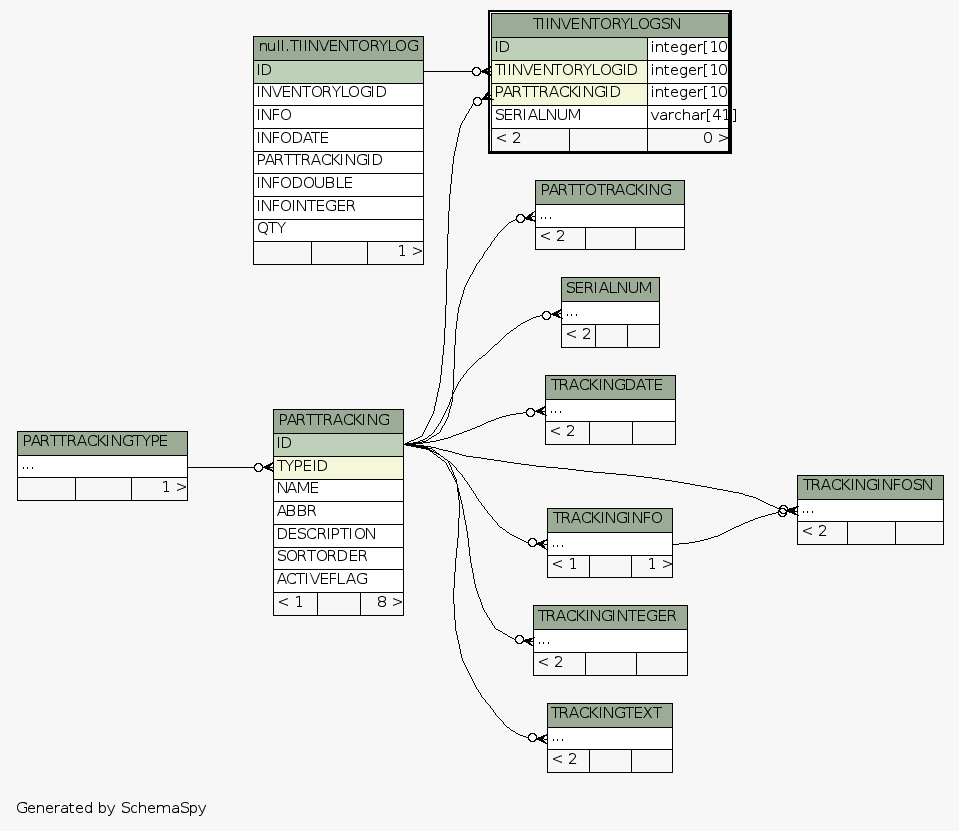 null.TIINVENTORYLOG
ID
INVENTORYLOGID
INFO
INFODATE
PARTTRACKINGID
INFODOUBLE
INFOINTEGER
QTY
1 >
TIINVENTORYLOGSN
ID integer[10
TIINVENTORYLOGID integer[10
PARTTRACKINGID integer[10
SERIALNUM varchar[41]
< 2 0 >
PARTTOTRACKING
...
< 2
SERIALNUM
...
< 2
TRACKINGDATE
...
< 2
PARTTRACKINGTYPE
...
1 >
PARTTRACKING
ID
TYPEID
NAME
ABBR
DESCRIPTION
SORTORDER
ACTIVEFLAG
< 1 8 >
TRACKINGINFOSN
...
< 2
TRACKINGINFO
...
< 1 1 >
TRACKINGINTEGER
...
< 2
TRACKINGTEXT
...
< 2
Generated by SchemaSpy